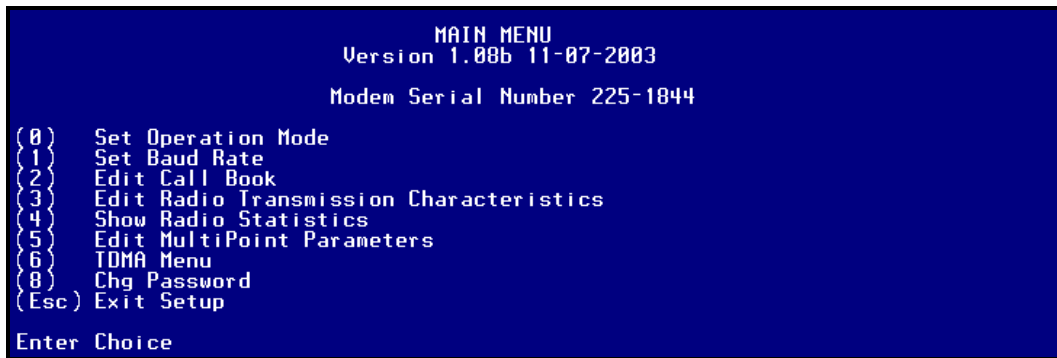 MAIN MENU
Version 1.08b 11-07-2003
Modem Serial Number 225-1844
(0) Set Operation Mode
(1) Set Baud Rate
(2) Edit Call Book
(3) Edit Radio Transmission Characteristics
(4) Show Radio Statistics
(5) Edit MultiPoint Parameters
(6) TDMA Menu
(8) Chg Password
(Esc) Exit Setup
Enter Choice